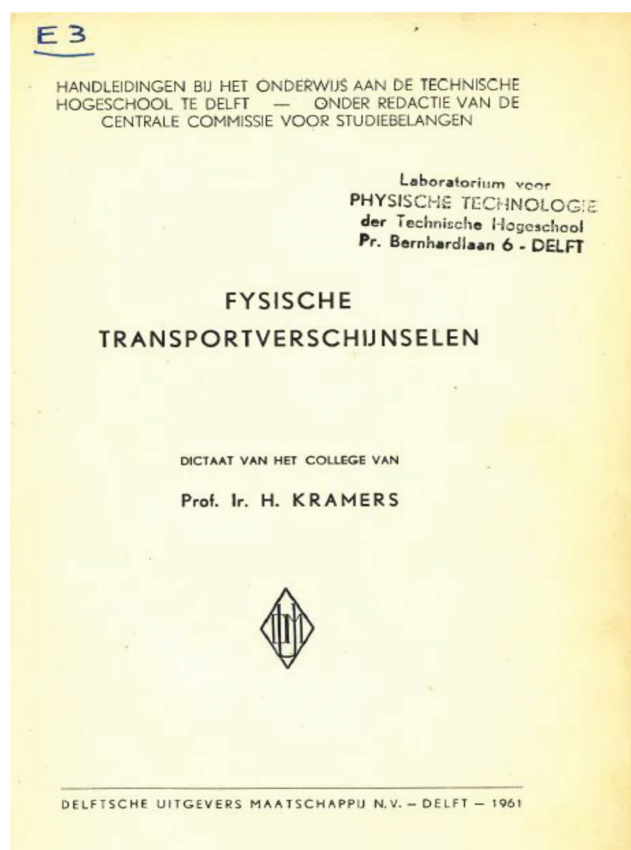 E 3
HANDLEIDINGEN BIJ HET ONDERWIJS AAN DE TECHNISCHE
HOGESCHOOL TE DELFT — ONDER REDACTIE VAN DE
CENTRALE COMMISSIE VOOR STUDIEBELANGEN
Laboratorium voor
PHYSISCHE TECHNOLOGIE
der Technische Hogeschool
Pr. Bernhardlaan 6 - DELFT
FYSISCHE
TRANSPORTVERSCHIJNSELEN
DICTAAT VAN HET COLLEGE VAN
Prof. Ir. H. KRAMERS
DUM
DELFTSCHE UITGEVERS MAATSCHAPPIJ N.V. — DELFT — 1961